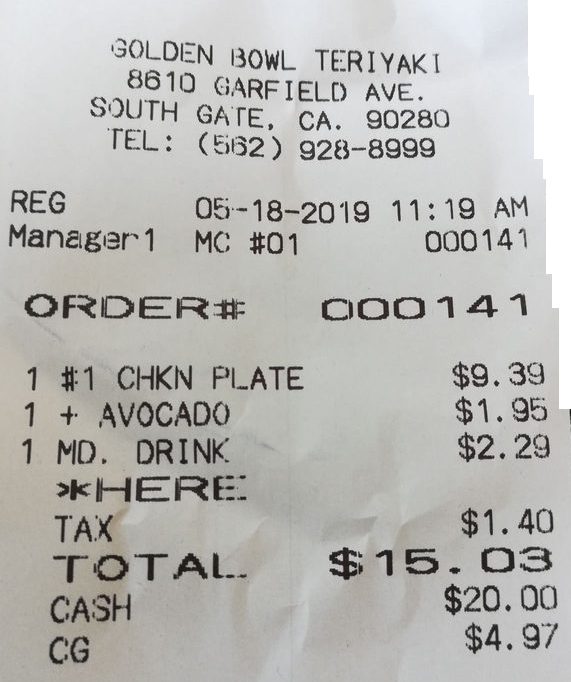 GOLDEN BOWL TERIYAKI
8610 GARFIELD AVE.
SOUTH GATE, CA. 90280
TEL: (562) 928-8999
REG 05-18-2019 11:19 AM
Manager1 MC #01 000141
ORDER# 000141
1 #1 CHKN PLATE $9.39
1 + AVOCADO $1.95
1 MD. DRINK $2.29
*HERE
TAX $1.40
TOTAL $15.03
CASH $20.00
CG $4.97